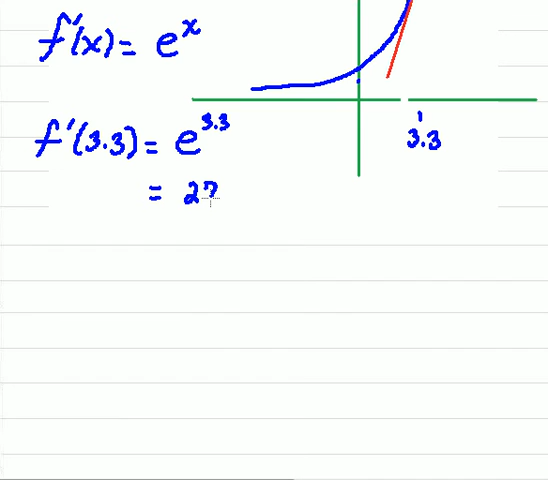 f'(x) = e^x
f'(3.3) = e^3.3
= 27
3.3